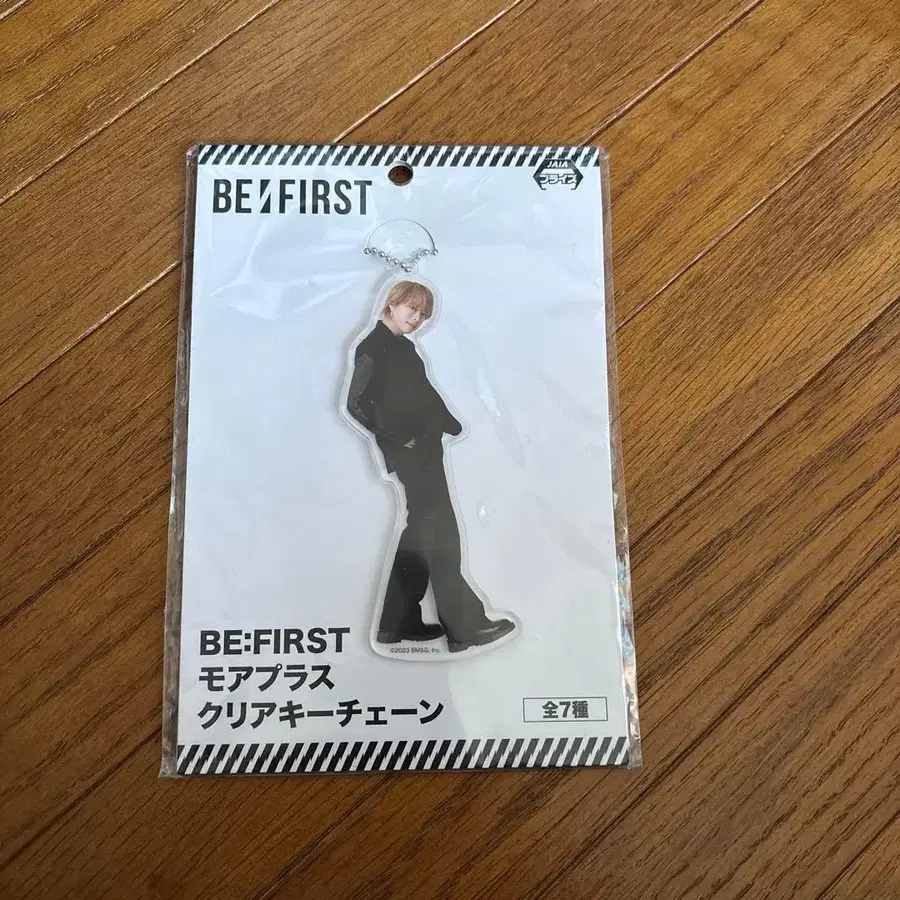 JAIA
プライズ
BE:FIRST
©2023 BMSG, Inc.
BE:FIRST
モアプラス
クリアキーチェーン
全7種